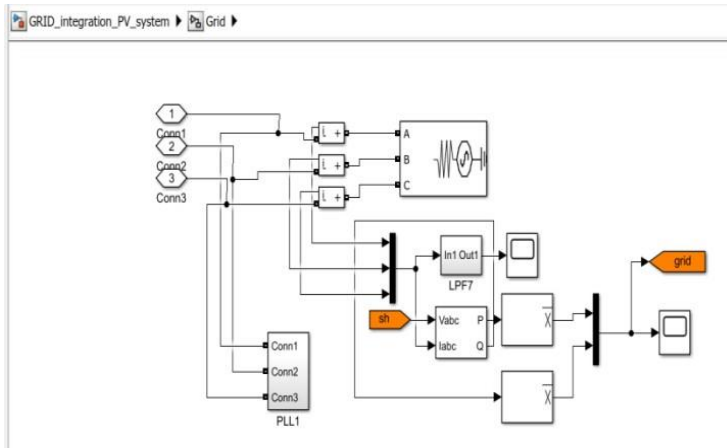 GRID_integration_PV_system Grid
1
Conn1
2
Conn2
3
Conn3
i +
i +
i +
A
B
C
In1 Out1
LPF7
grid
sh
Vabc P
Iabc Q
X
X
Conn1
Conn2
Conn3
PLL1